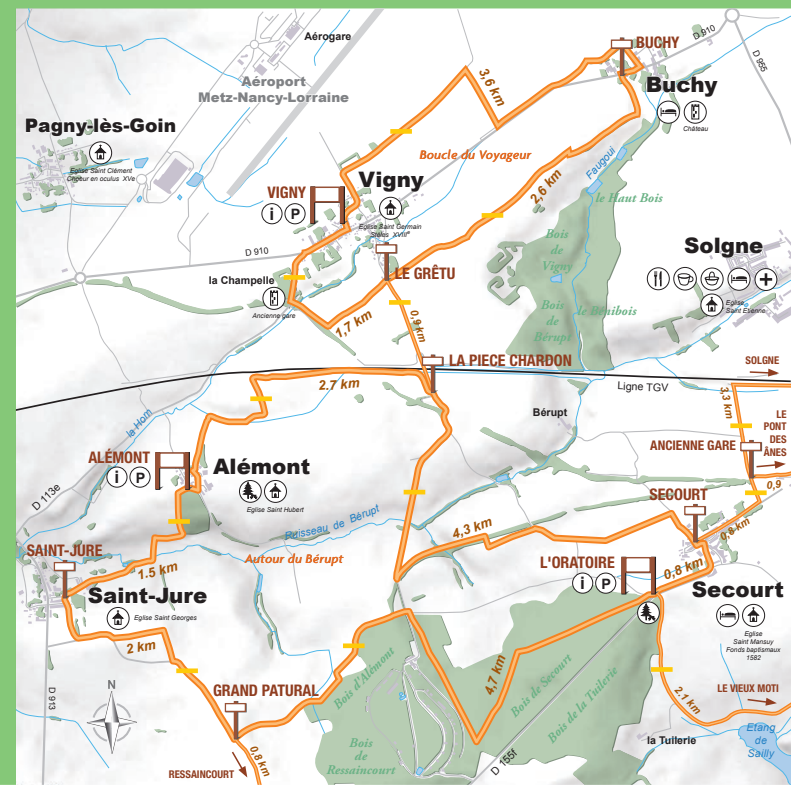 Aérogare
BUCHY
D 910
D 955
Aéroport
Metz-Nancy-Lorraine
3,6 km
Buchy
Château
Pagny-lès-Goin
Eglise Saint Clément
Chœur en oculus XVe
Boucle du Voyageur
Faugoui
2,6 km
le Haut Bois
VIGNY
i P
Vigny
Eglise Saint Germain
Stèles XVIIIe
D 910
LE GRÊTU
Bois
de
Vigny
Solgne
Eglise
Saint Etienne
la Champelle
Ancienne gare
1,7 km
0,9 km
Bois
de
Bérupt
le Bénibois
LA PIECE CHARDON
SOLGNE
2.7 km
Ligne TGV
3,3 km
la Hom
Bérupt
LE
PONT
DES
ÂNES
ANCIENNE GARE
ALÉMONT
i P
Alémont
Eglise Saint Hubert
0,9
D 113e
SECOURT
Ruisseau de Bérupt
4,3 km
0,8 km
SAINT-JURE
Autour du Bérupt
L'ORATOIRE
i P
0,8 km
1.5 km
Saint-Jure
Eglise Saint Georges
Secourt
Eglise
Saint Mansuy
Fonds baptismaux
1582
2 km
Bois d'Alémont
4,7 km
Bois de Secourt
Bois de la Tuilerie
2.1 km
LE VIEUX MOTI
N
GRAND PATURAL
D 913
0,8 km
Bois
de
Ressaincourt
la Tuilerie
Etang
de
Sailly
D 155f
RESSAINCOURT